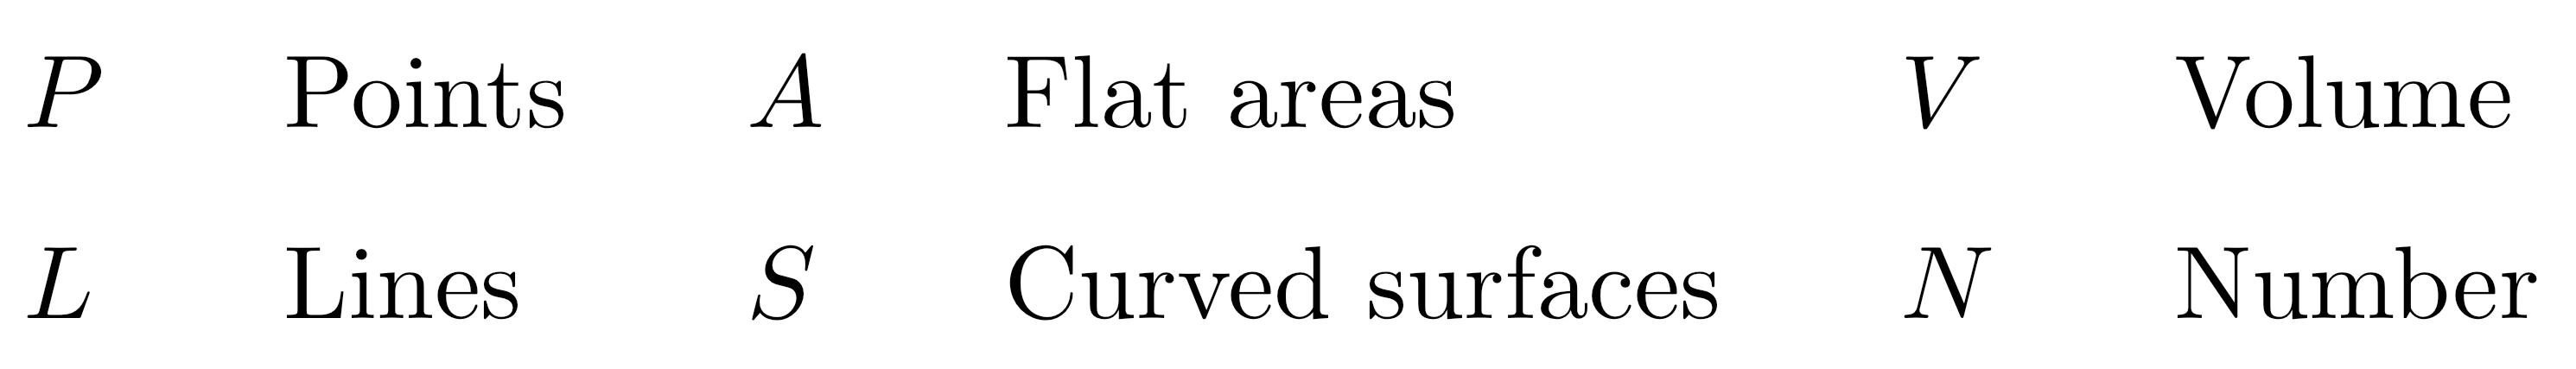 P Points A Flat areas V Volume
L Lines S Curved surfaces N Number